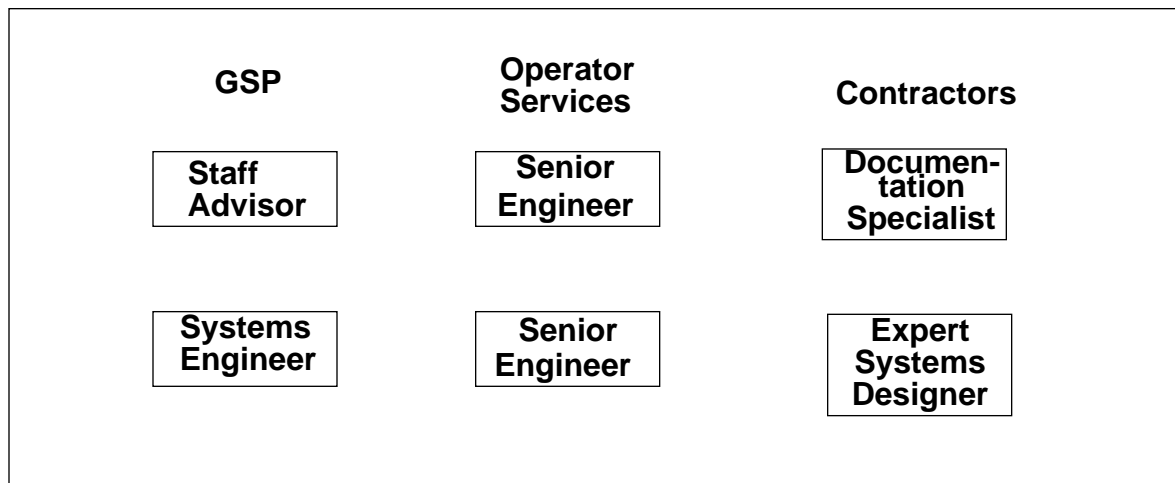 GSP
Operator
Services
Contractors
Staff
Advisor
Senior
Engineer
Documen-
tation
Specialist
Systems
Engineer
Senior
Engineer
Expert
Systems
Designer